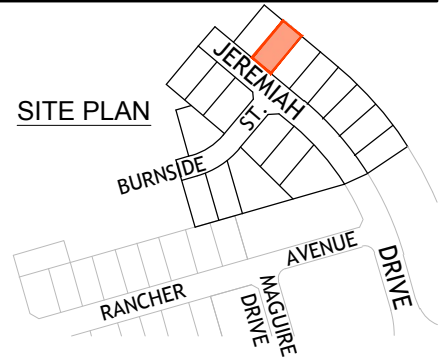 SITE PLAN
JEREMIAH
BURNSIDE
ST.
RANCHER
AVENUE
MAGUIRE
DRIVE
DRIVE